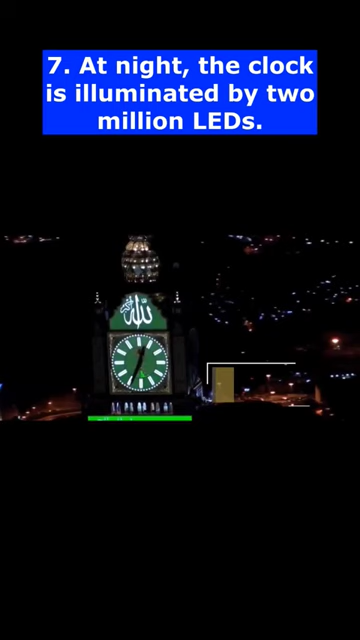 7. At night, the clock
is illuminated by two
million LEDs.
الله